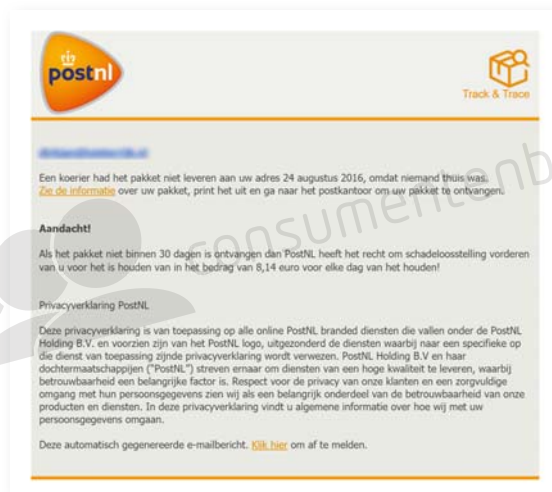 postnl
Track & Trace
Een koerier had het pakket niet leveren aan uw adres 24 augustus 2016, omdat niemand thuis was.
Zie de informatie over uw pakket, print het uit en ga naar het postkantoor om uw pakket te ontvangen.
Aandacht!
Als het pakket niet binnen 30 dagen is ontvangen dan PostNL heeft het recht om schadeloosstelling vorderen
van u voor het is houden van in het bedrag van 8,14 euro voor elke dag van het houden!
Privacyverklaring PostNL
Deze privacyverklaring is van toepassing op alle online PostNL branded diensten die vallen onder de PostNL
Holding B.V. en voorzien zijn van het PostNL logo, uitgezonderd de diensten waarbij naar een specifieke op
die dienst van toepassing zijnde privacyverklaring wordt verwezen. PostNL Holding B.V en haar
dochtermaatschappijen ("PostNL") streven ernaar om diensten van een hoge kwaliteit te leveren, waarbij
betrouwbaarheid een belangrijke factor is. Respect voor de privacy van onze klanten en een zorgvuldige
omgang met hun persoonsgegevens zien wij als een belangrijk onderdeel van de betrouwbaarheid van onze
producten en diensten. In deze privacyverklaring vindt u algemene informatie over hoe wij met uw
persoonsgegevens omgaan.
Deze automatisch gegenereerde e-mailbericht. Klik hier om af te melden.
consumentenb